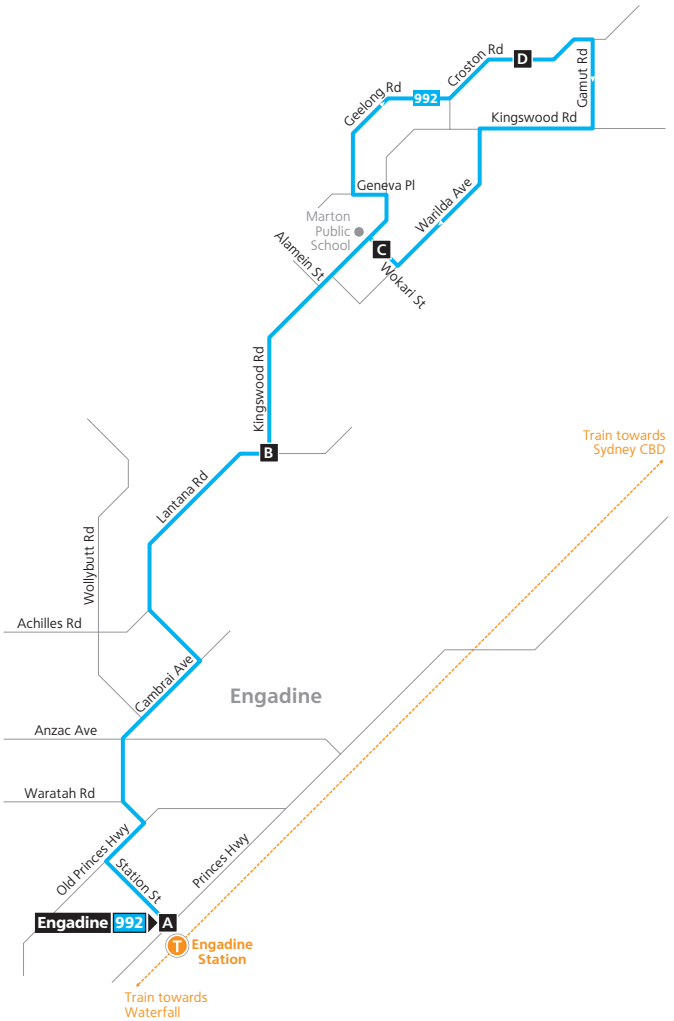 Croston Rd
D
Gamut Rd
Geelong Rd
992
Kingswood Rd
Geneva Pl
Warilda Ave
Marton
Public
School
C
Alamein St
Wokari St
Kingswood Rd
B
Train towards
Sydney CBD
Lantana Rd
Wollybutt Rd
Achilles Rd
Cambrai Ave
Engadine
Anzac Ave
Waratah Rd
Old Princes Hwy
Station St
Princes Hwy
Engadine 992
A
T
Engadine
Station
Train towards
Waterfall